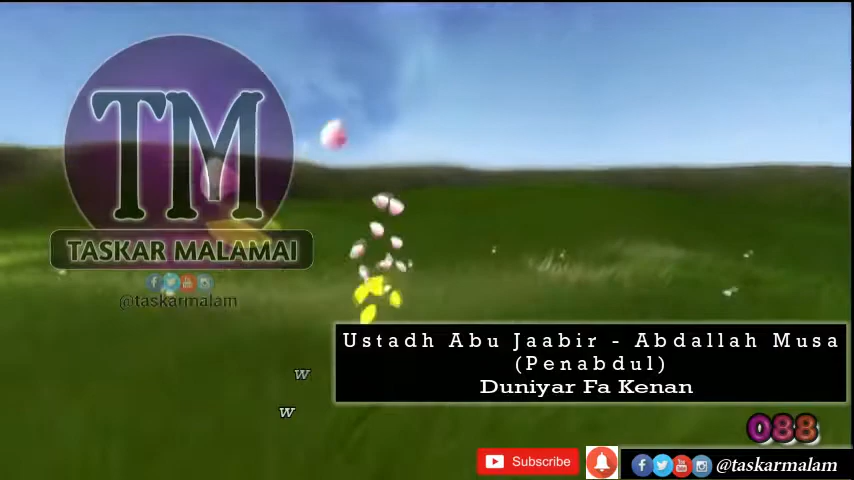 TM
TASKAR MALAMAI
@taskarmalam
Ustadh Abu Jaabir - Abdallah Musa
(Penabdul)
Duniyar Fa Kenan
w
w
088
Subscribe
@taskarmalam